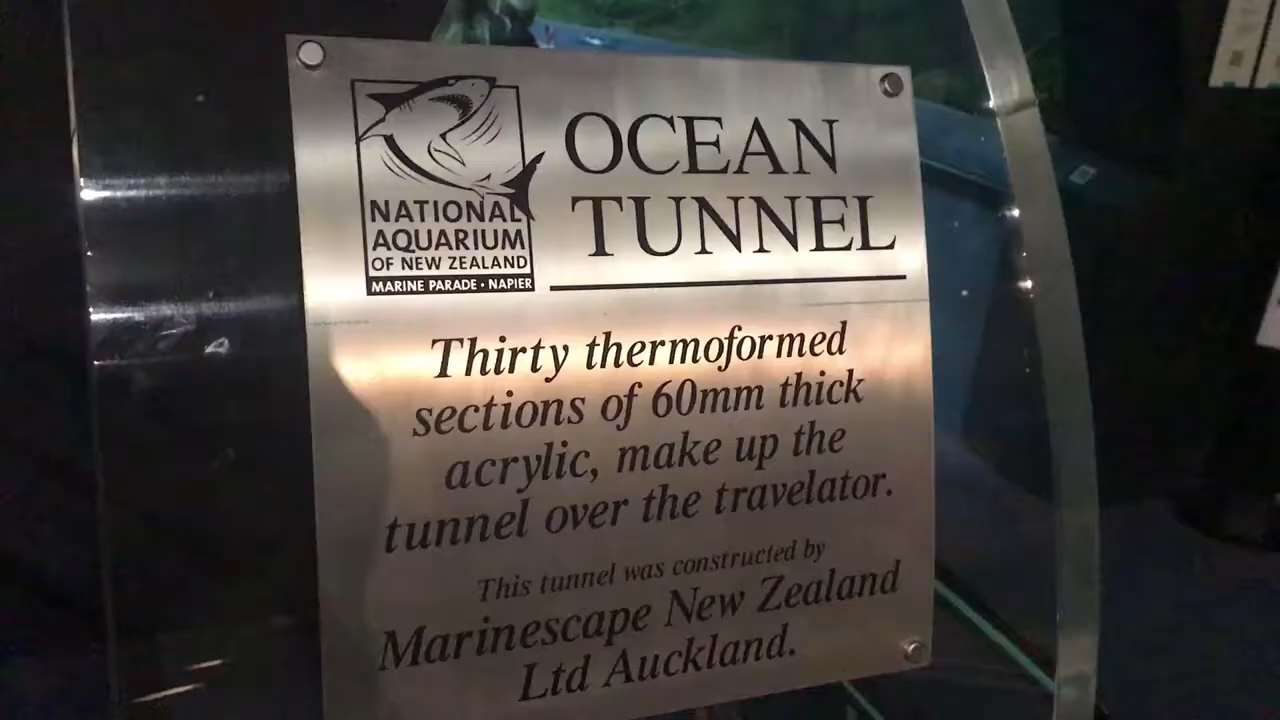 OCEAN
TUNNEL
NATIONAL
AQUARIUM
OF NEW ZEALAND
MARINE PARADE • NAPIER
Thirty thermoformed
sections of 60mm thick
acrylic, make up the
tunnel over the travelator.
This tunnel was constructed by
Marinescape New Zealand
Ltd Auckland.